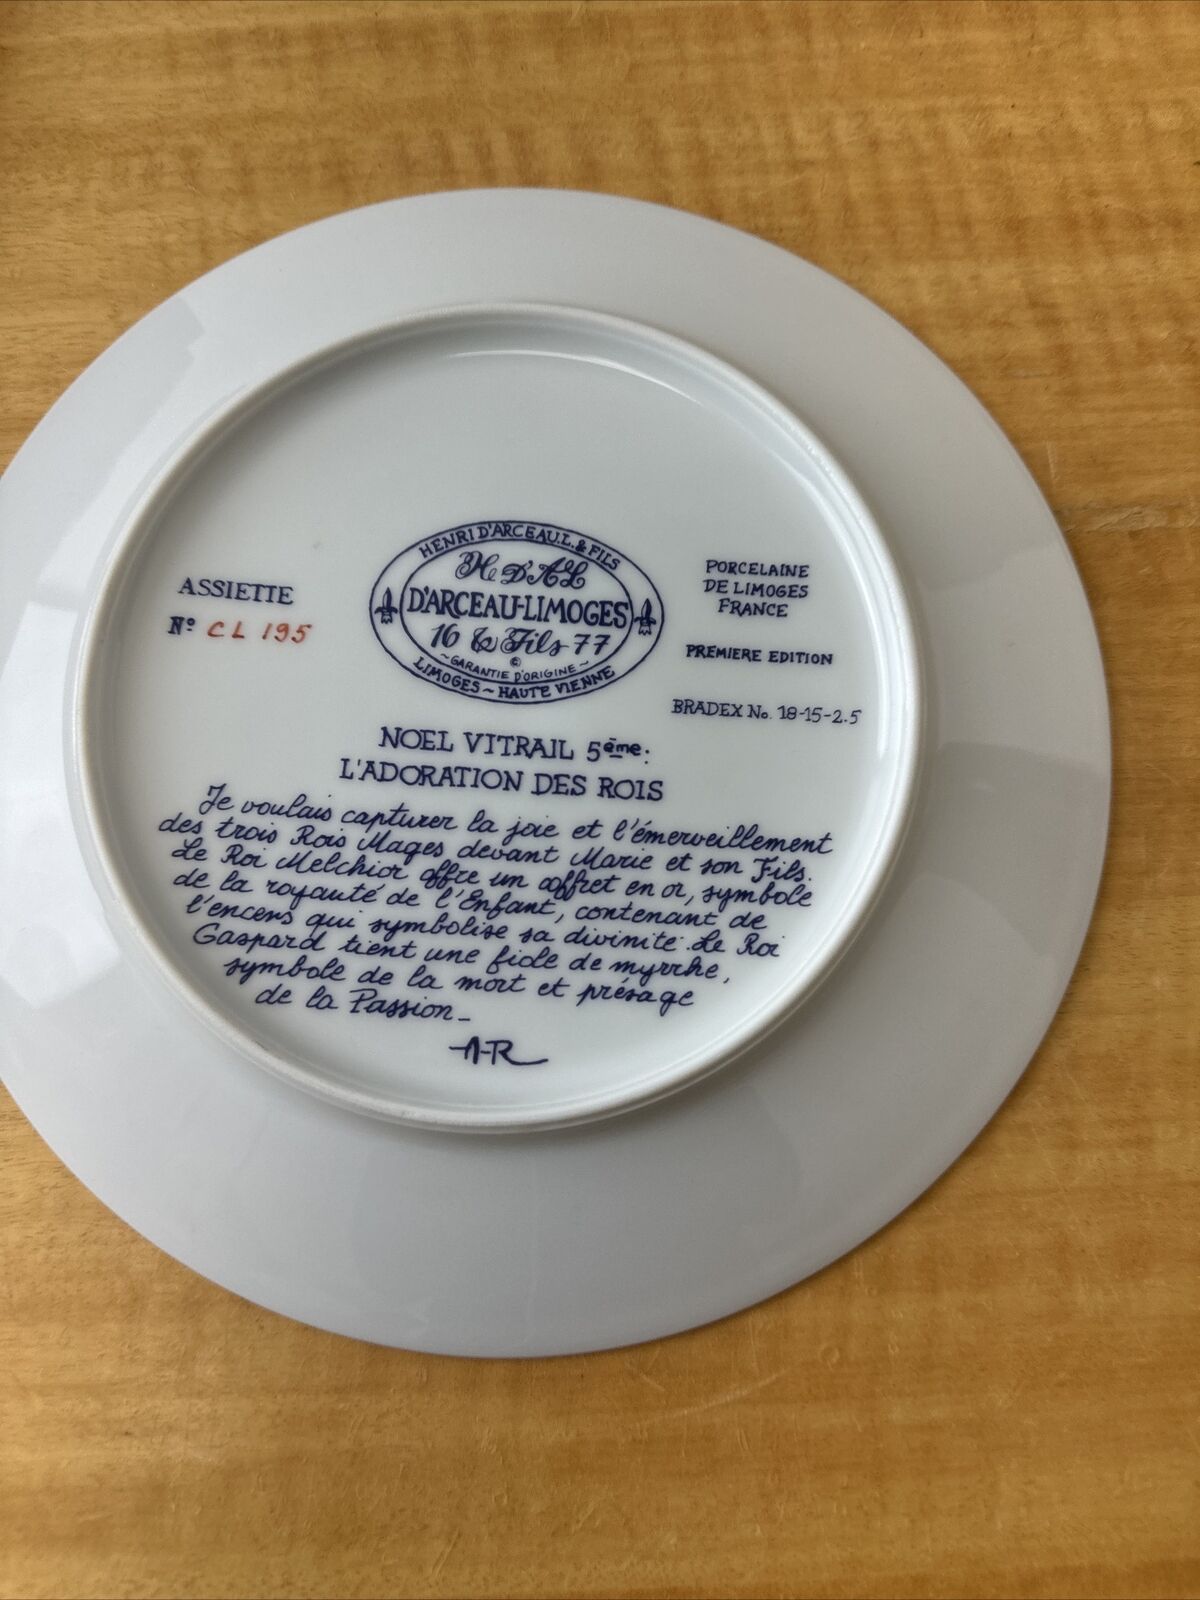 HENRI D'ARCEAU.L. & FILS
H. D'A&L
D'ARCEAU-LIMOGES
16 & Fils 77
~ GARANTIE D'ORIGINE ~
©
LIMOGES ~ HAUTE VIENNE
ASSIETTE
Nº CL 195
PORCELAINE
DE LIMOGES
FRANCE
PREMIERE EDITION
BRADEX No. 18-15-2.5
NOEL VITRAIL 5ème:
L'ADORATION DES ROIS
Je voulais capturer la joie et l'émerveillement
des trois Rois Mages devant Marie et son Fils.
Le Roi Melchior offre un coffret en or, symbole
de la royauté de l'Enfant, contenant de
l'encens qui symbolise sa divinité. Le Roi
Gaspard tient une fiole de myrrhe,
symbole de la mort et présage
de la Passion_
A-R